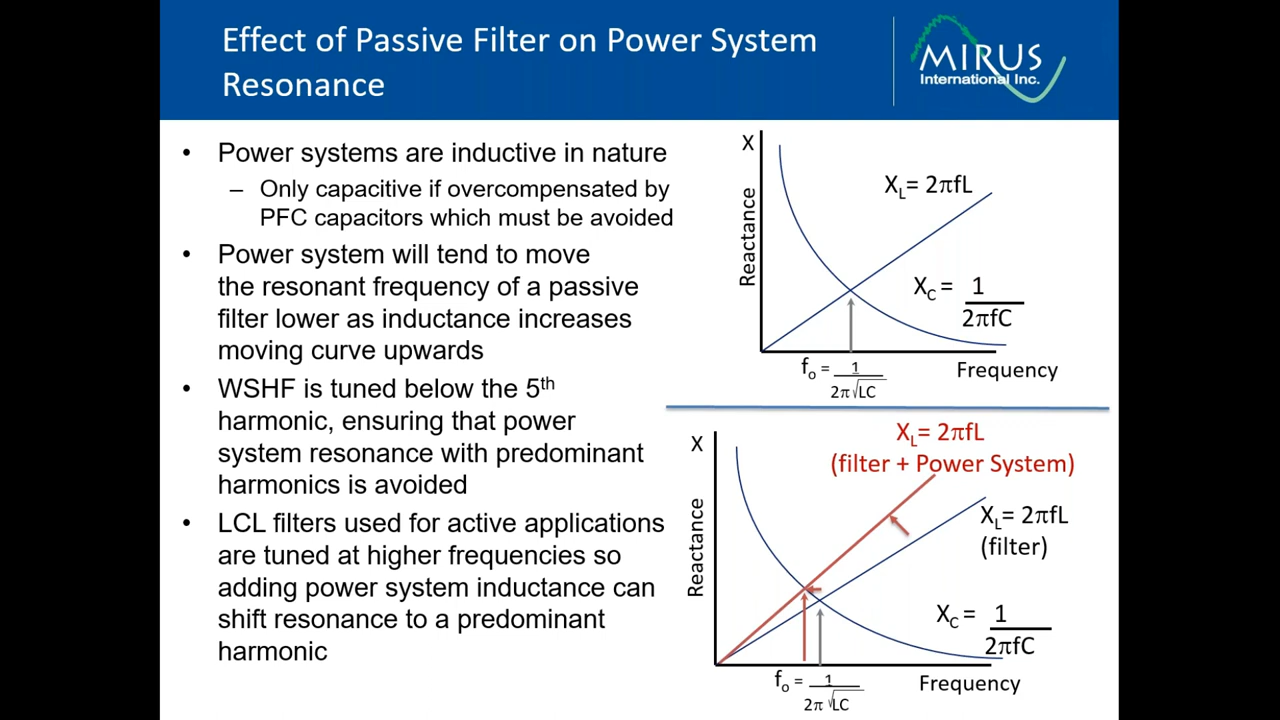 Effect of Passive Filter on Power System
Resonance
MIRUS
International Inc.
• Power systems are inductive in nature
– Only capacitive if overcompensated by
PFC capacitors which must be avoided
• Power system will tend to move
the resonant frequency of a passive
filter lower as inductance increases
moving curve upwards
• WSHF is tuned below the 5th
harmonic, ensuring that power
system resonance with predominant
harmonics is avoided
• LCL filters used for active applications
are tuned at higher frequencies so
adding power system inductance can
shift resonance to a predominant
harmonic
X
Reactance
XL= 2πfL
XC = 1
2πfC
fo = 1
2π√LC
Frequency
X
Reactance
XL= 2πfL
(filter + Power System)
XL= 2πfL
(filter)
XC = 1
2πfC
fo = 1
2π√LC
Frequency